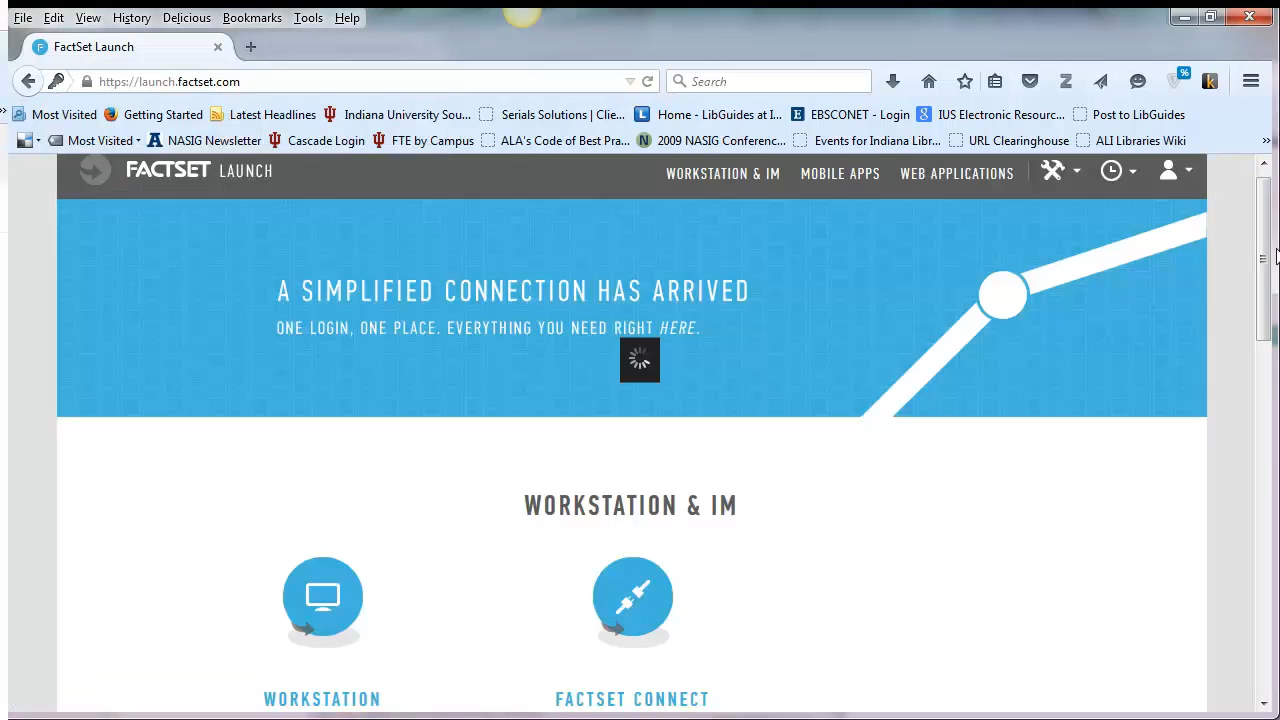 File Edit View History Delicious Bookmarks Tools Help
FactSet Launch
https://launch.factset.com Search %
Most Visited Getting Started Latest Headlines Indiana University Sou... Serials Solutions | Clie... Home - LibGuides at I... EBSCONET - Login IUS Electronic Resourc... Post to LibGuides
Most Visited NASIG Newsletter Cascade Login FTE by Campus ALA's Code of Best Pra... 2009 NASIG Conferenc... Events for Indiana Libr... URL Clearinghouse ALI Libraries Wiki
FACTSET LAUNCH WORKSTATION & IM MOBILE APPS WEB APPLICATIONS
A SIMPLIFIED CONNECTION HAS ARRIVED
ONE LOGIN, ONE PLACE. EVERYTHING YOU NEED RIGHT HERE.
WORKSTATION & IM
WORKSTATION FACTSET CONNECT